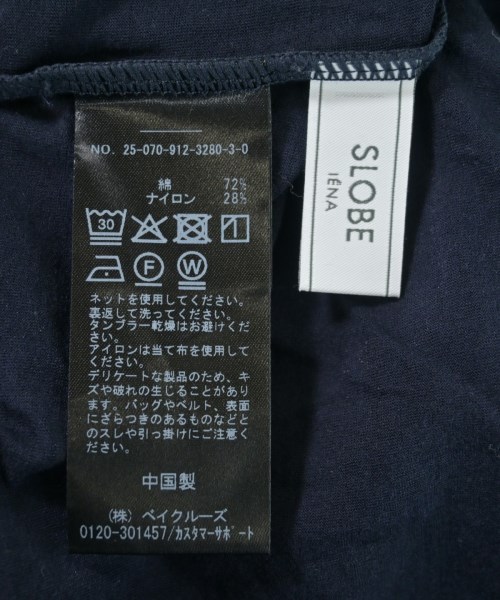 NO. 25-070-912-3280-3-0
綿 72%
ナイロン 28%
30
F W
ネットを使用してください。
裏返して洗ってください。
タンブラー乾燥はお避けくだ
さい。
アイロンは当て布を使用して
ください。
デリケートな製品のため、キ
ズや破れの生じることがあり
ます。バッグやベルト、表面
にざらつきのあるものなどと
のスレや引っ掛けにご注意く
ださい。
中国製
(株) ベイクルーズ
0120-301457/カスタマーサポート
SLOBE
IÉNA